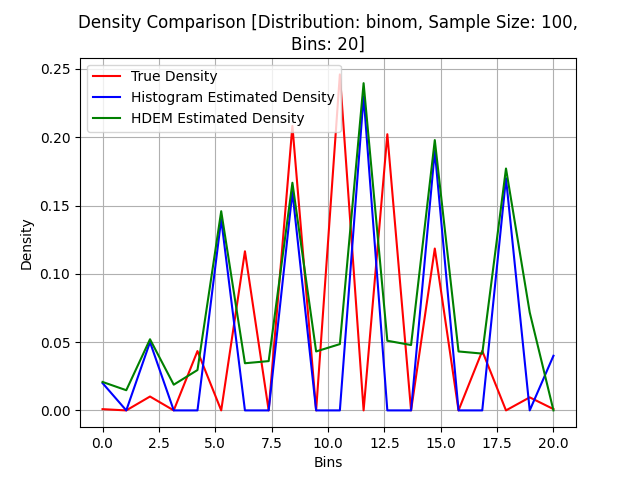 Density Comparison [Distribution: binom, Sample Size: 100,
Bins: 20]
True Density
Histogram Estimated Density
HDEM Estimated Density
0.25
0.20
0.15
0.10
0.05
0.00
Density
0.0 2.5 5.0 7.5 10.0 12.5 15.0 17.5 20.0
Bins